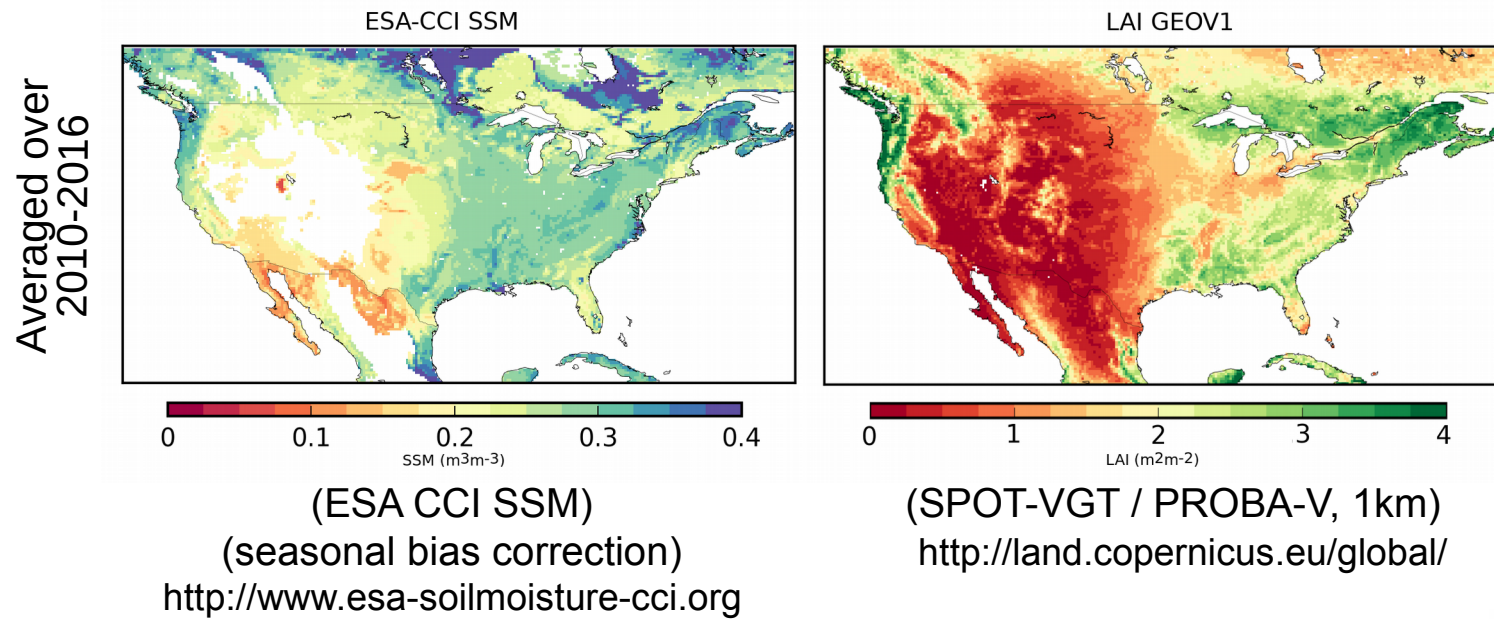 ESA-CCI SSM
LAI GEOV1
Averaged over
2010-2016
0 0.1 0.2 0.3 0.4
SSM (m3m-3)
0 1 2 3 4
LAI (m2m-2)
(ESA CCI SSM)
(seasonal bias correction)
http://www.esa-soilmoisture-cci.org
(SPOT-VGT / PROBA-V, 1km)
http://land.copernicus.eu/global/